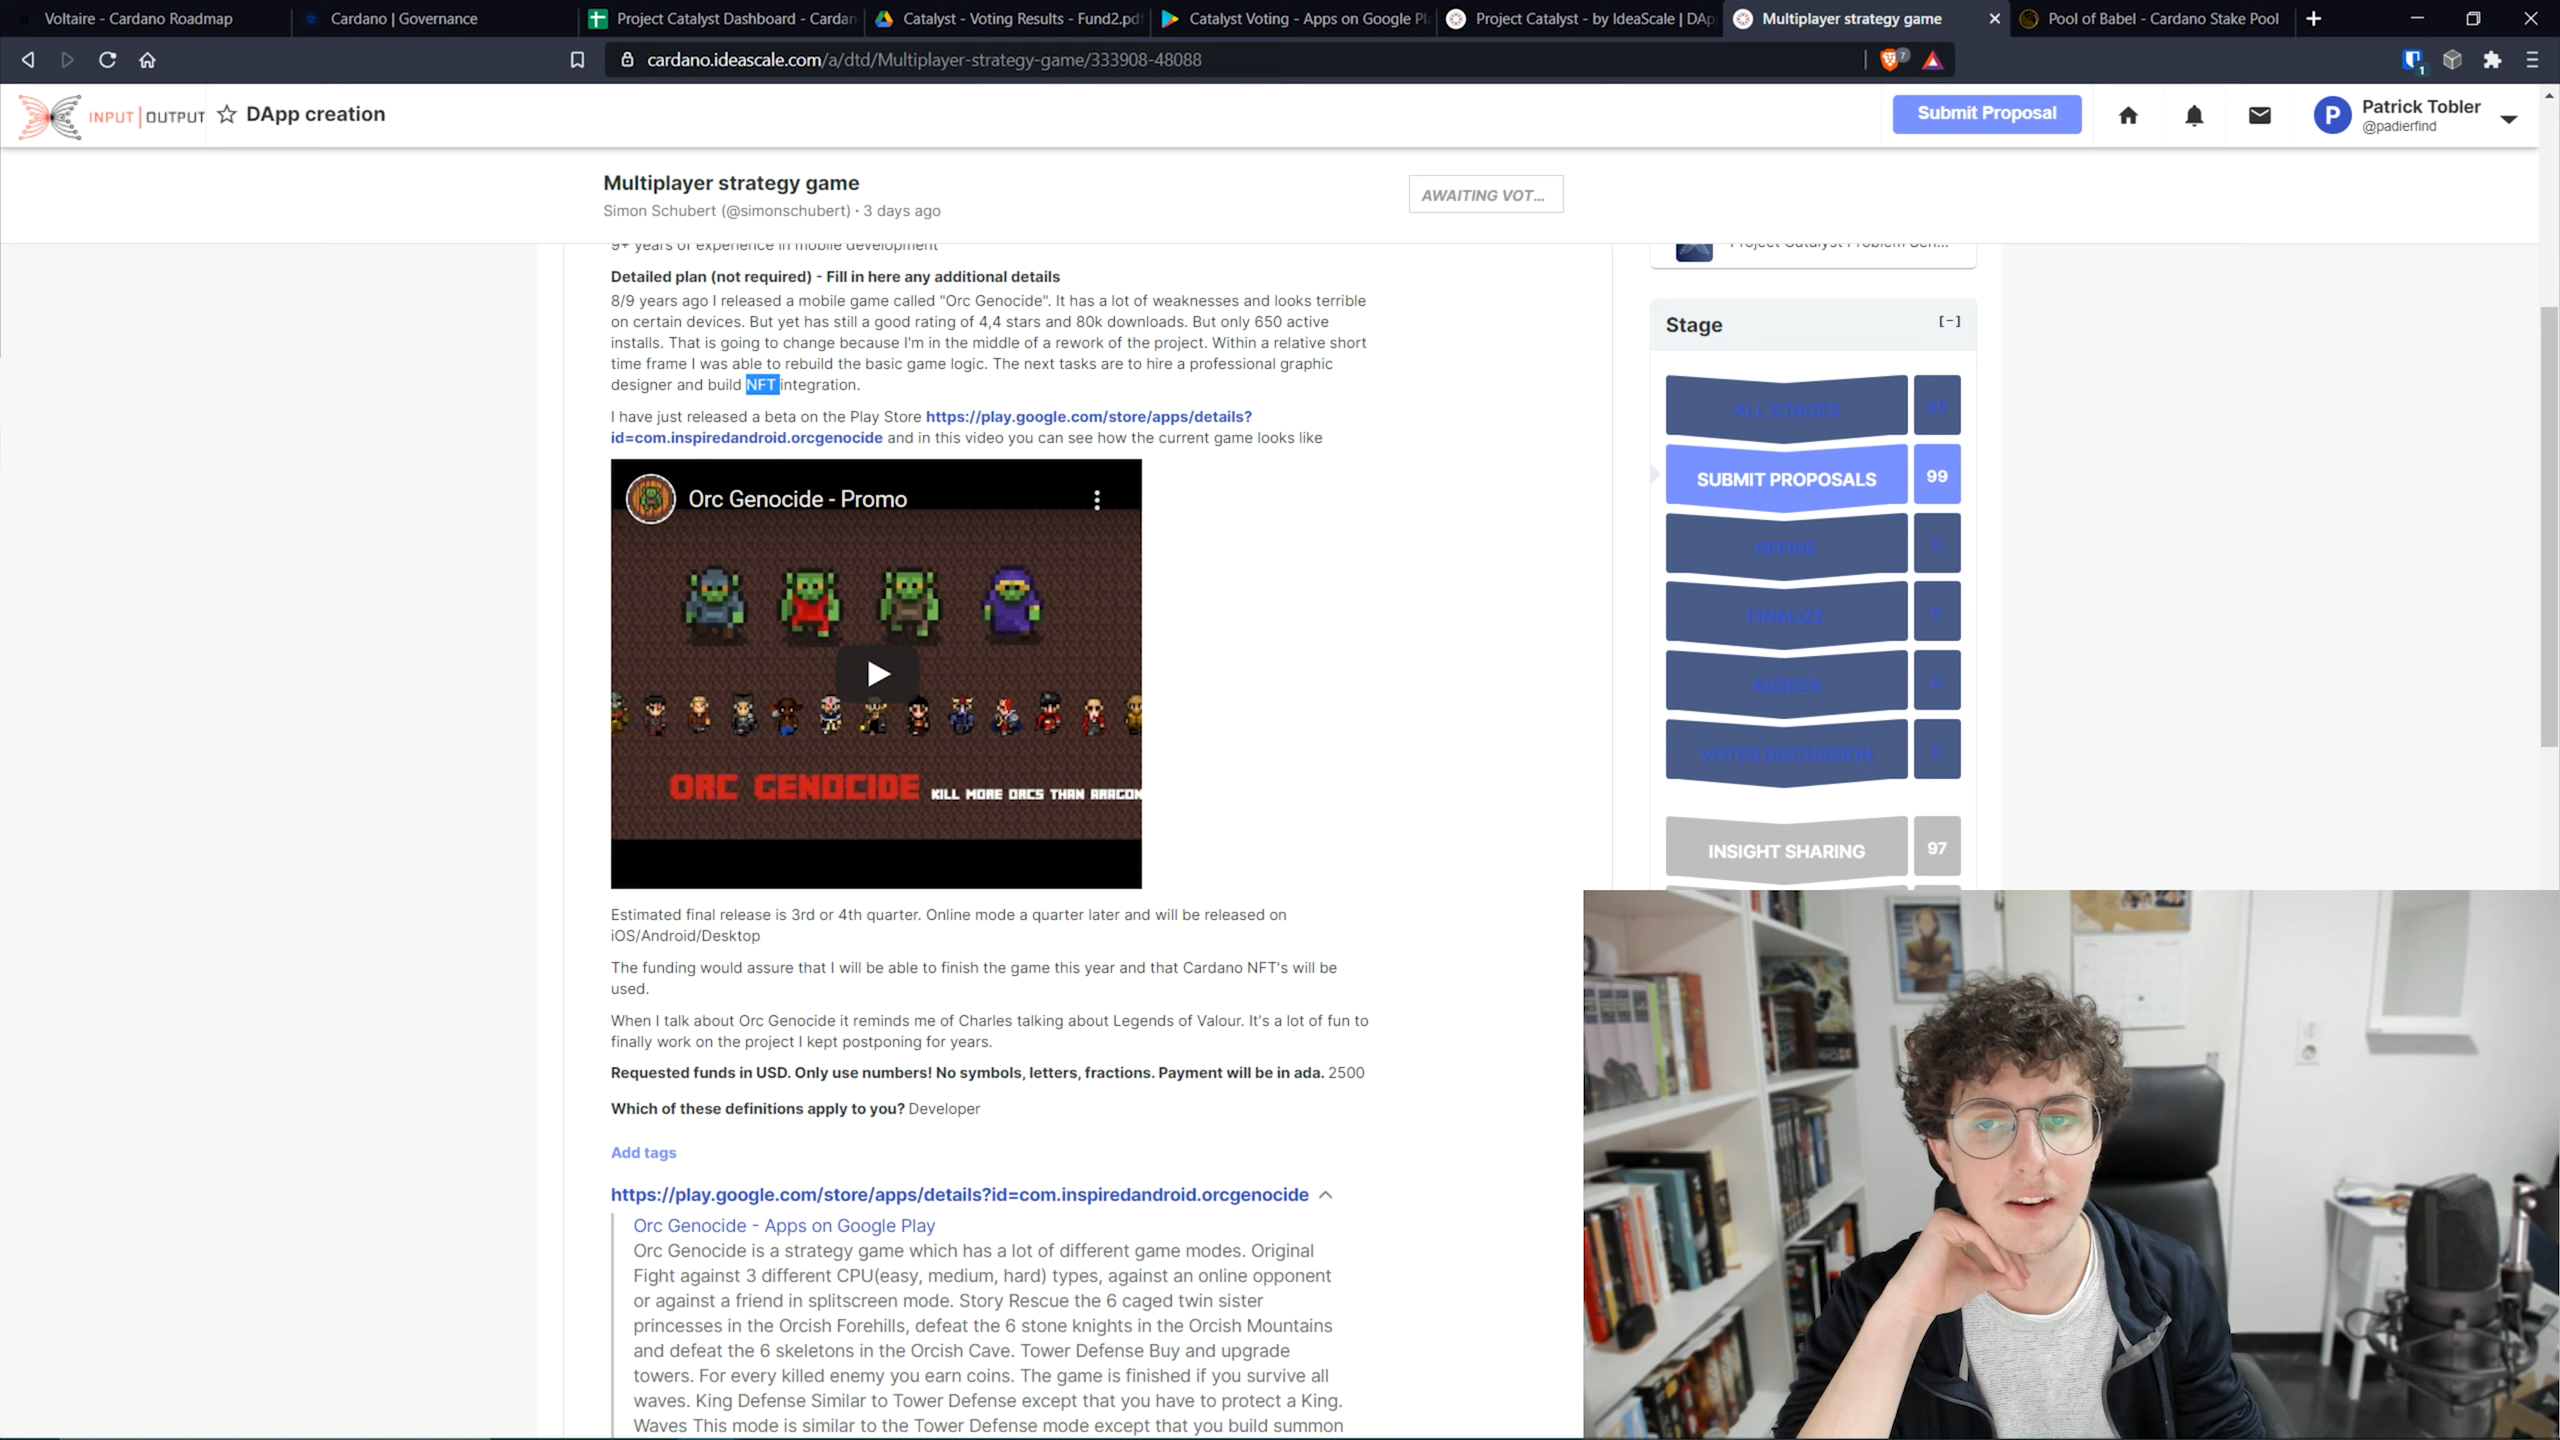 Voltaire - Cardano Roadmap
Cardano | Governance
Project Catalyst Dashboard - Cardan
Catalyst - Voting Results - Fund2.pdf
Catalyst Voting - Apps on Google Pl
Project Catalyst - by IdeaScale | DAp
Multiplayer strategy game
Pool of Babel - Cardano Stake Pool
cardano.ideascale.com/a/dtd/Multiplayer-strategy-game/333908-48088
7
1
INPUT | OUTPUT
DApp creation
Submit Proposal
P
Patrick Tobler
@padierfind
Multiplayer strategy game
Simon Schubert (@simonschubert) · 3 days ago
AWAITING VOT...
9+ years of experience in mobile development
Detailed plan (not required) - Fill in here any additional details
8/9 years ago I released a mobile game called "Orc Genocide". It has a lot of weaknesses and looks terrible
on certain devices. But yet has still a good rating of 4,4 stars and 80k downloads. But only 650 active
installs. That is going to change because I'm in the middle of a rework of the project. Within a relative short
time frame I was able to rebuild the basic game logic. The next tasks are to hire a professional graphic
designer and build NFT integration.
I have just released a beta on the Play Store https://play.google.com/store/apps/details?
id=com.inspiredandroid.orcgenocide and in this video you can see how the current game looks like
Orc Genocide - Promo
ORC GENOCIDE KILL MORE ORCS THAN ARAGON
Estimated final release is 3rd or 4th quarter. Online mode a quarter later and will be released on
iOS/Android/Desktop
The funding would assure that I will be able to finish the game this year and that Cardano NFT's will be
used.
When I talk about Orc Genocide it reminds me of Charles talking about Legends of Valour. It's a lot of fun to
finally work on the project I kept postponing for years.
Requested funds in USD. Only use numbers! No symbols, letters, fractions. Payment will be in ada. 2500
Which of these definitions apply to you? Developer
Add tags
https://play.google.com/store/apps/details?id=com.inspiredandroid.orcgenocide
Orc Genocide - Apps on Google Play
Orc Genocide is a strategy game which has a lot of different game modes. Original
Fight against 3 different CPU(easy, medium, hard) types, against an online opponent
or against a friend in splitscreen mode. Story Rescue the 6 caged twin sister
princesses in the Orcish Forehills, defeat the 6 stone knights in the Orcish Mountains
and defeat the 6 skeletons in the Orcish Cave. Tower Defense Buy and upgrade
towers. For every killed enemy you earn coins. The game is finished if you survive all
waves. King Defense Similar to Tower Defense except that you have to protect a King.
Waves This mode is similar to the Tower Defense mode except that you build summon
Project Catalyst Problem Sen...
Stage [-]
ALL STAGES
SUBMIT PROPOSALS 99
REFINE 0
FINALIZE 0
ASSESS 0
VOTER DISCUSSION 0
INSIGHT SHARING 97